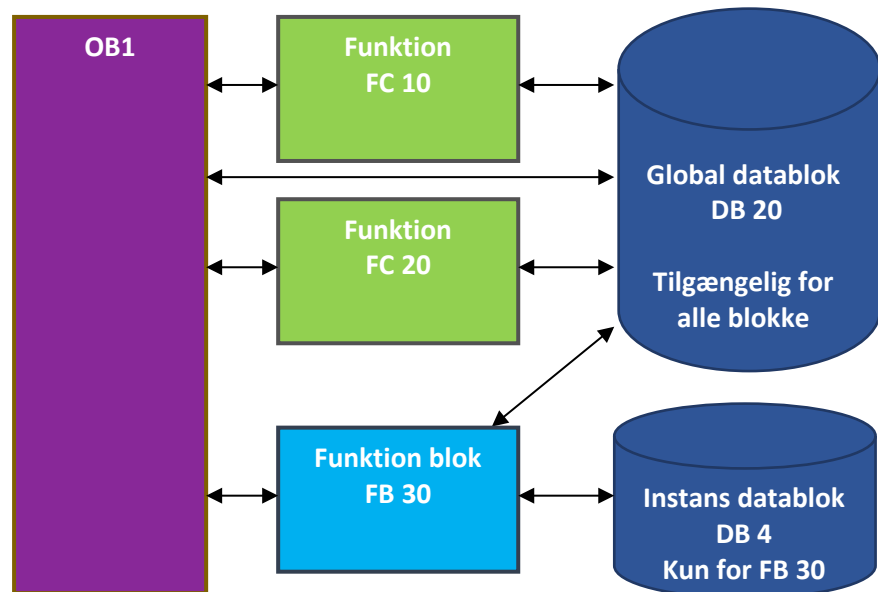 OB1
Funktion
FC 10
Global datablok
DB 20
Tilgængelig for
alle blokke
Funktion
FC 20
Funktion blok
FB 30
Instans datablok
DB 4
Kun for FB 30